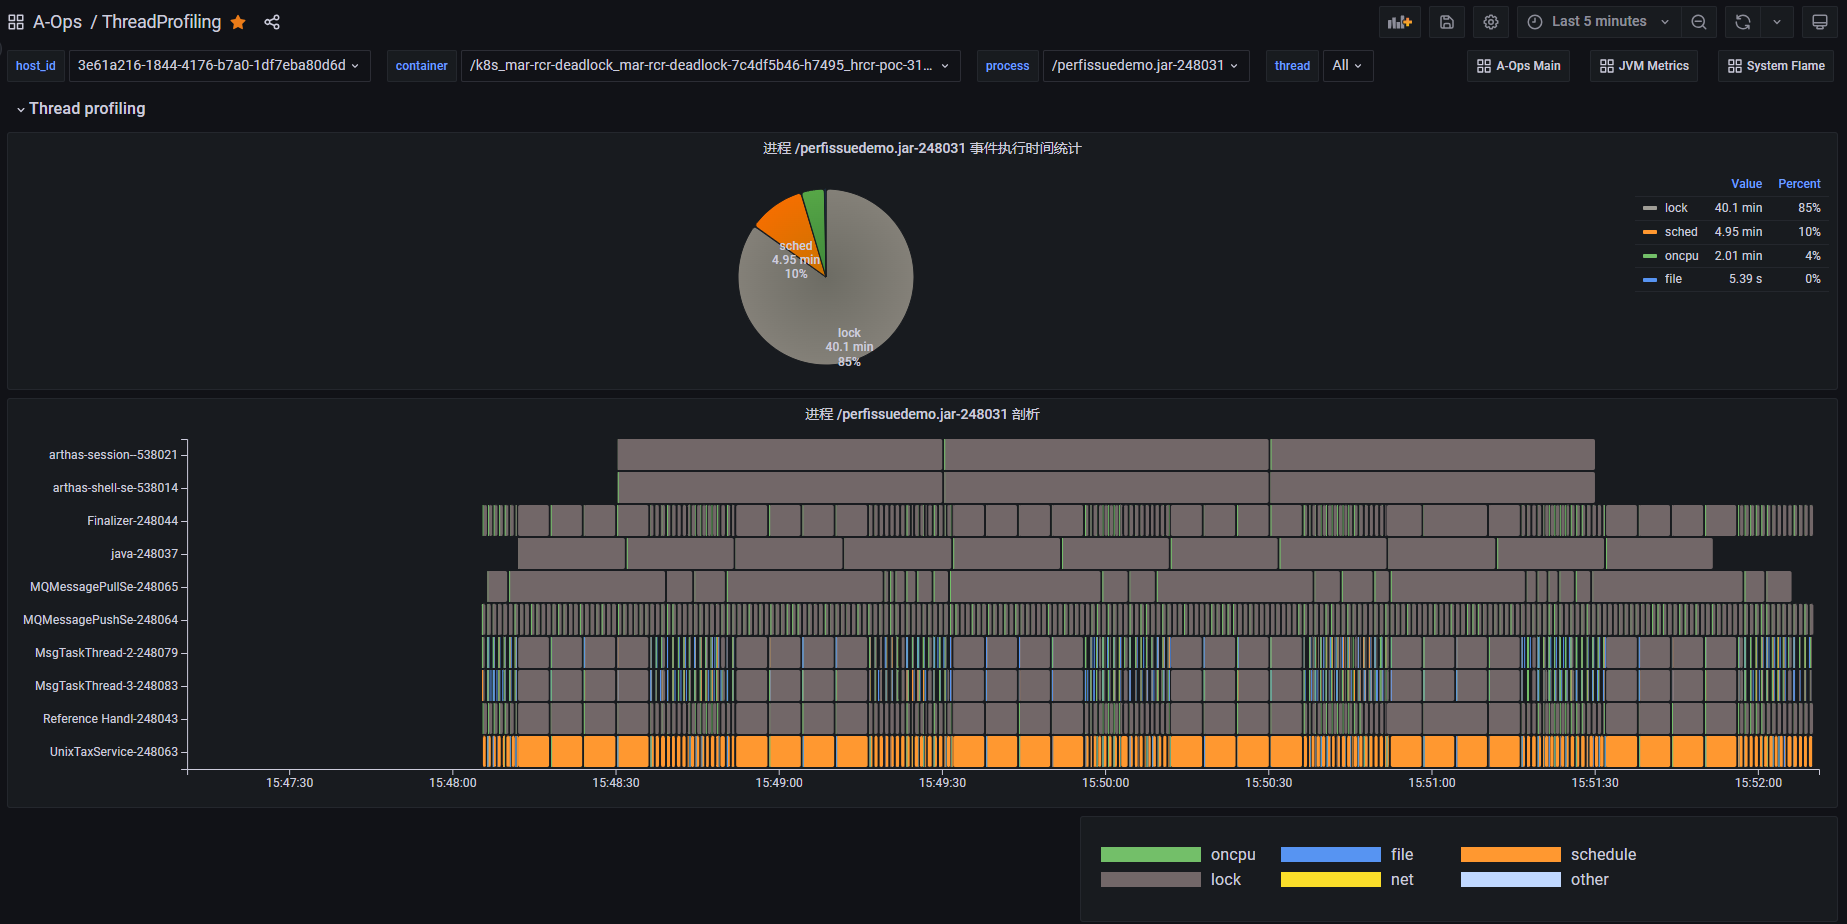 A-Ops / ThreadProfiling
Last 5 minutes
host_id 3e61a216-1844-4176-b7a0-1df7eba80d6d container /k8s_mar-rcr-deadlock_mar-rcr-deadlock-7c4df5b46-h7495_hrcr-poc-31... process /perfissuedemo.jar-248031 thread All A-Ops Main JVM Metrics System Flame
Thread profiling
进程 /perfissuedemo.jar-248031 事件执行时间统计
Value Percent
lock 40.1 min 85%
sched 4.95 min 10%
oncpu 2.01 min 4%
file 5.39 s 0%
sched
4.95 min
10%
lock
40.1 min
85%
进程 /perfissuedemo.jar-248031 剖析
arthas-session--538021
arthas-shell-se-538014
Finalizer-248044
java-248037
MQMessagePullSe-248065
MQMessagePushSe-248064
MsgTaskThread-2-248079
MsgTaskThread-3-248083
Reference Handl-248043
UnixTaxService-248063
15:47:30 15:48:00 15:48:30 15:49:00 15:49:30 15:50:00 15:50:30 15:51:00 15:51:30 15:52:00
oncpu file schedule
lock net other